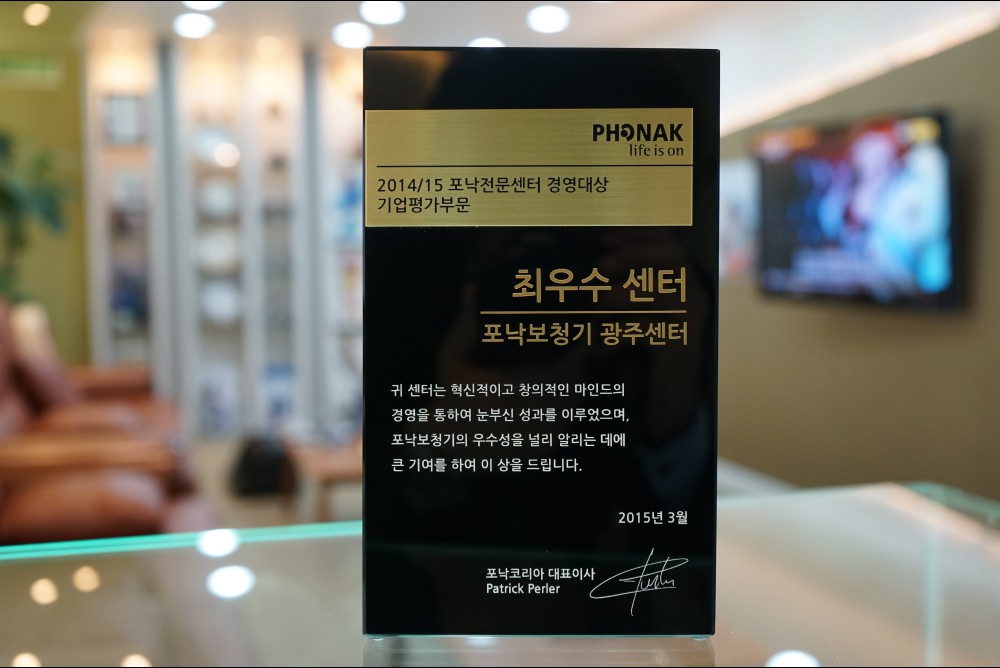 PHONAK
life is on
2014/15 포낙전문센터 경영대상
기업평가부문
최우수 센터
포낙보청기 광주센터
귀 센터는 혁신적이고 창의적인 마인드의
경영을 통하여 눈부신 성과를 이루었으며,
포낙보청기의 우수성을 널리 알리는 데에
큰 기여를 하여 이 상을 드립니다.
2015년 3월
포낙코리아 대표이사
Patrick Perler